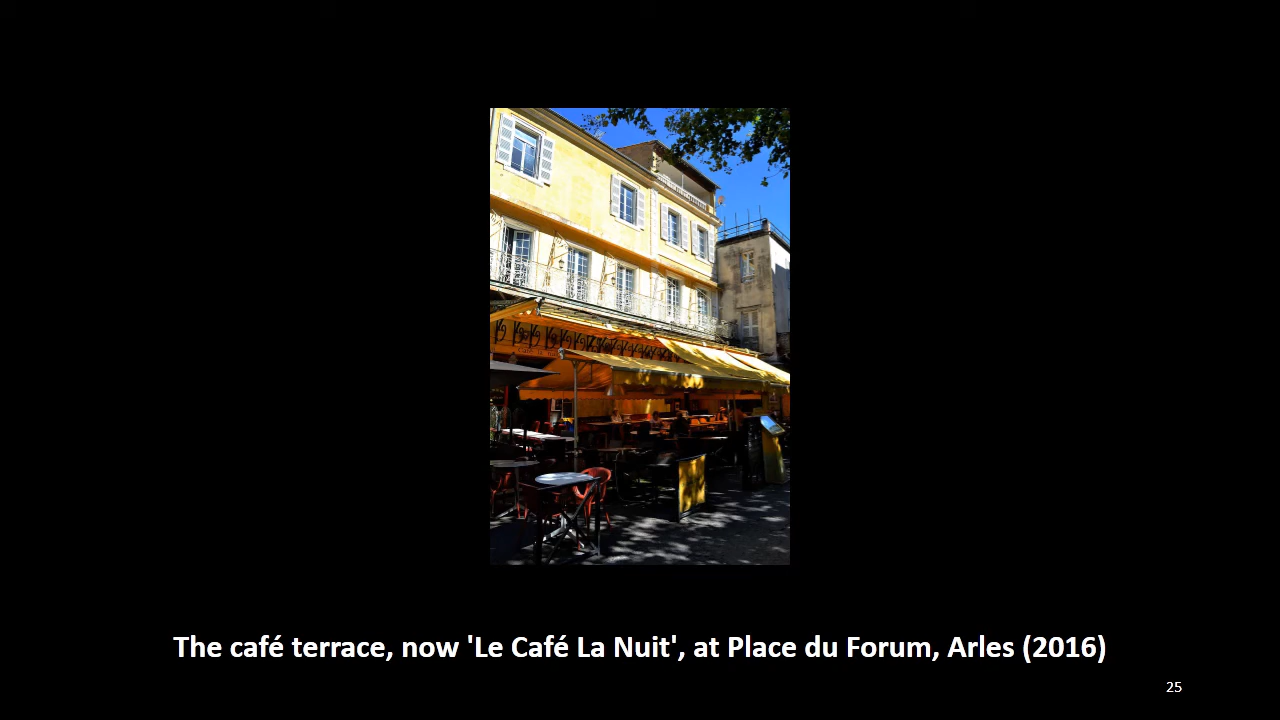 The café terrace, now 'Le Café La Nuit', at Place du Forum, Arles (2016)
25